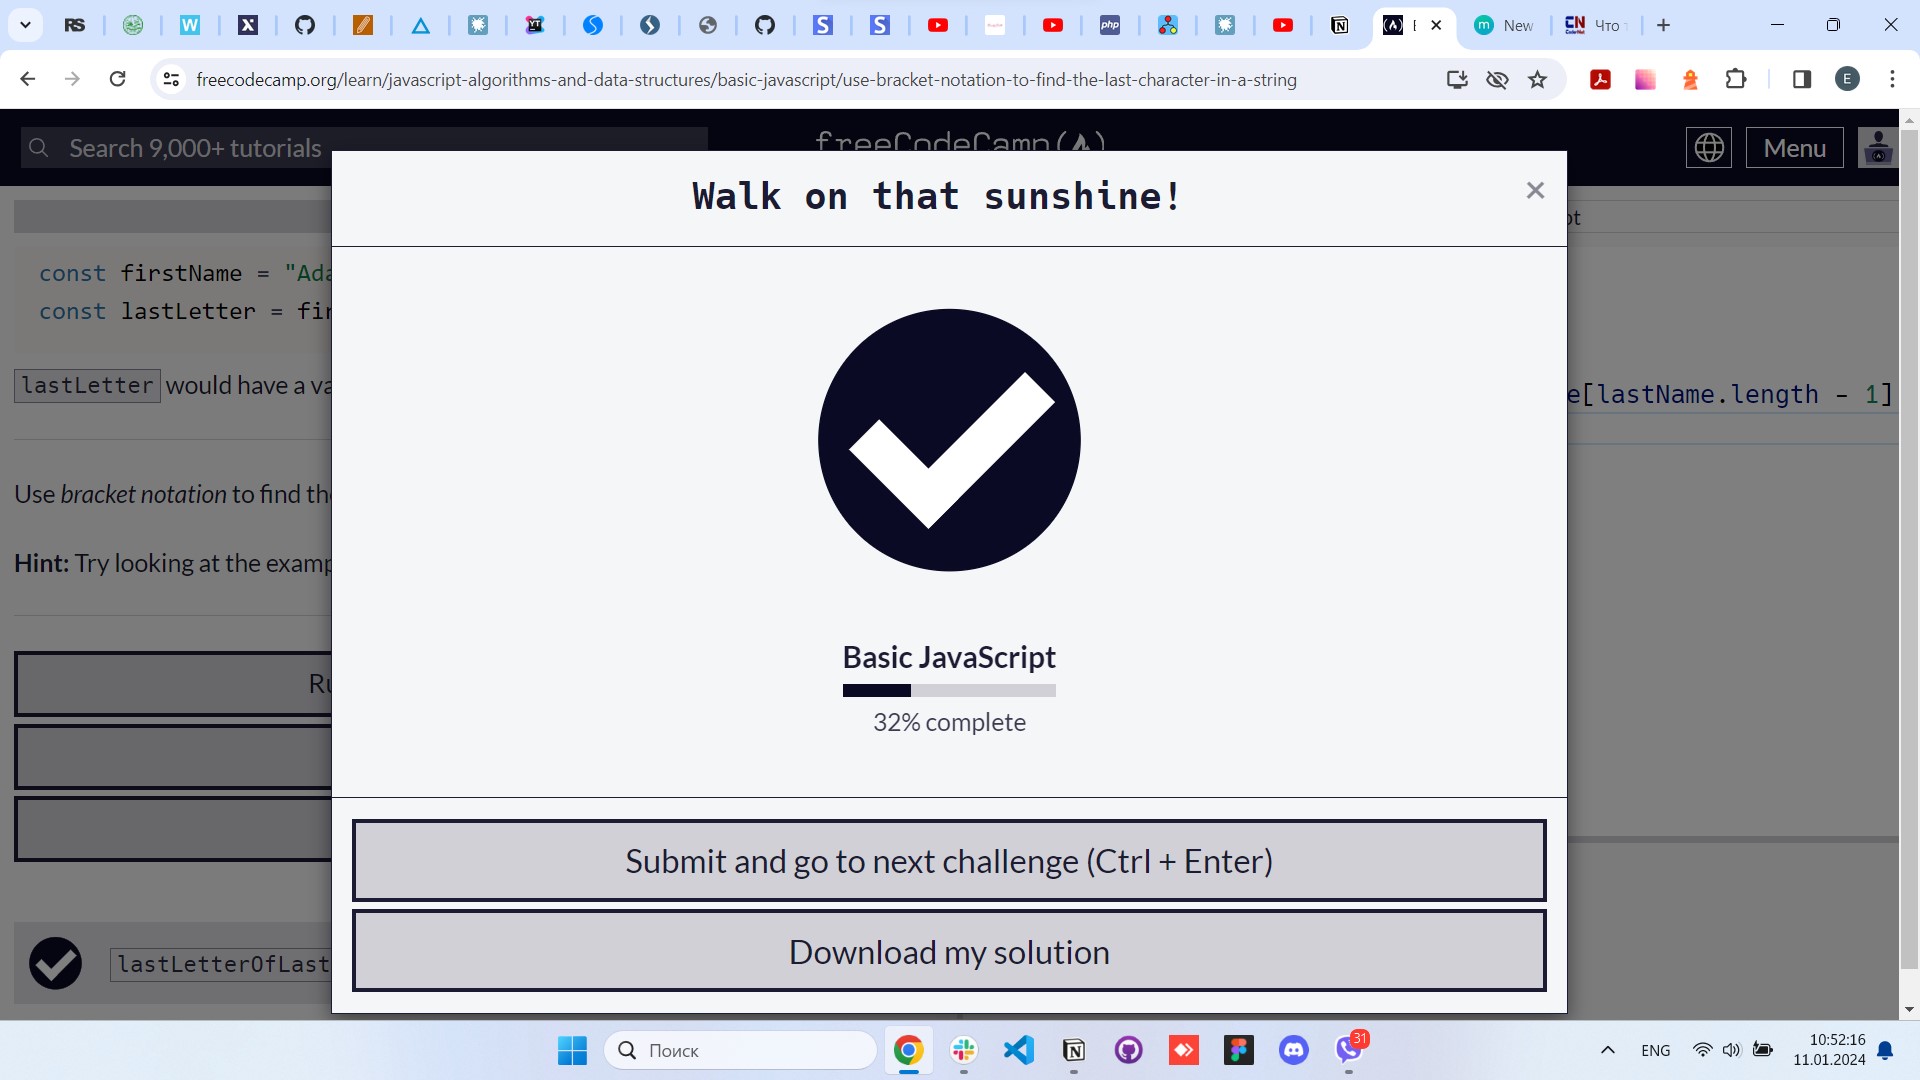 RS
W
X
YT
S
S
php
E
m
New
CN
Что
freecodecamp.org/learn/javascript-algorithms-and-data-structures/basic-javascript/use-bracket-notation-to-find-the-last-character-in-a-string
E
Search 9,000+ tutorials
freeCodeCamp(
Menu
Walk on that sunshine!
×
const firstName = "Ada
const lastLetter = fir
lastLetter would have a va
e[lastName.length - 1]
Use bracket notation to find the
Hint: Try looking at the examp
Ru
Basic JavaScript
32% complete
Submit and go to next challenge (Ctrl + Enter)
Download my solution
lastLetterOfLast
Поиск
31
ENG
10:52:16
11.01.2024